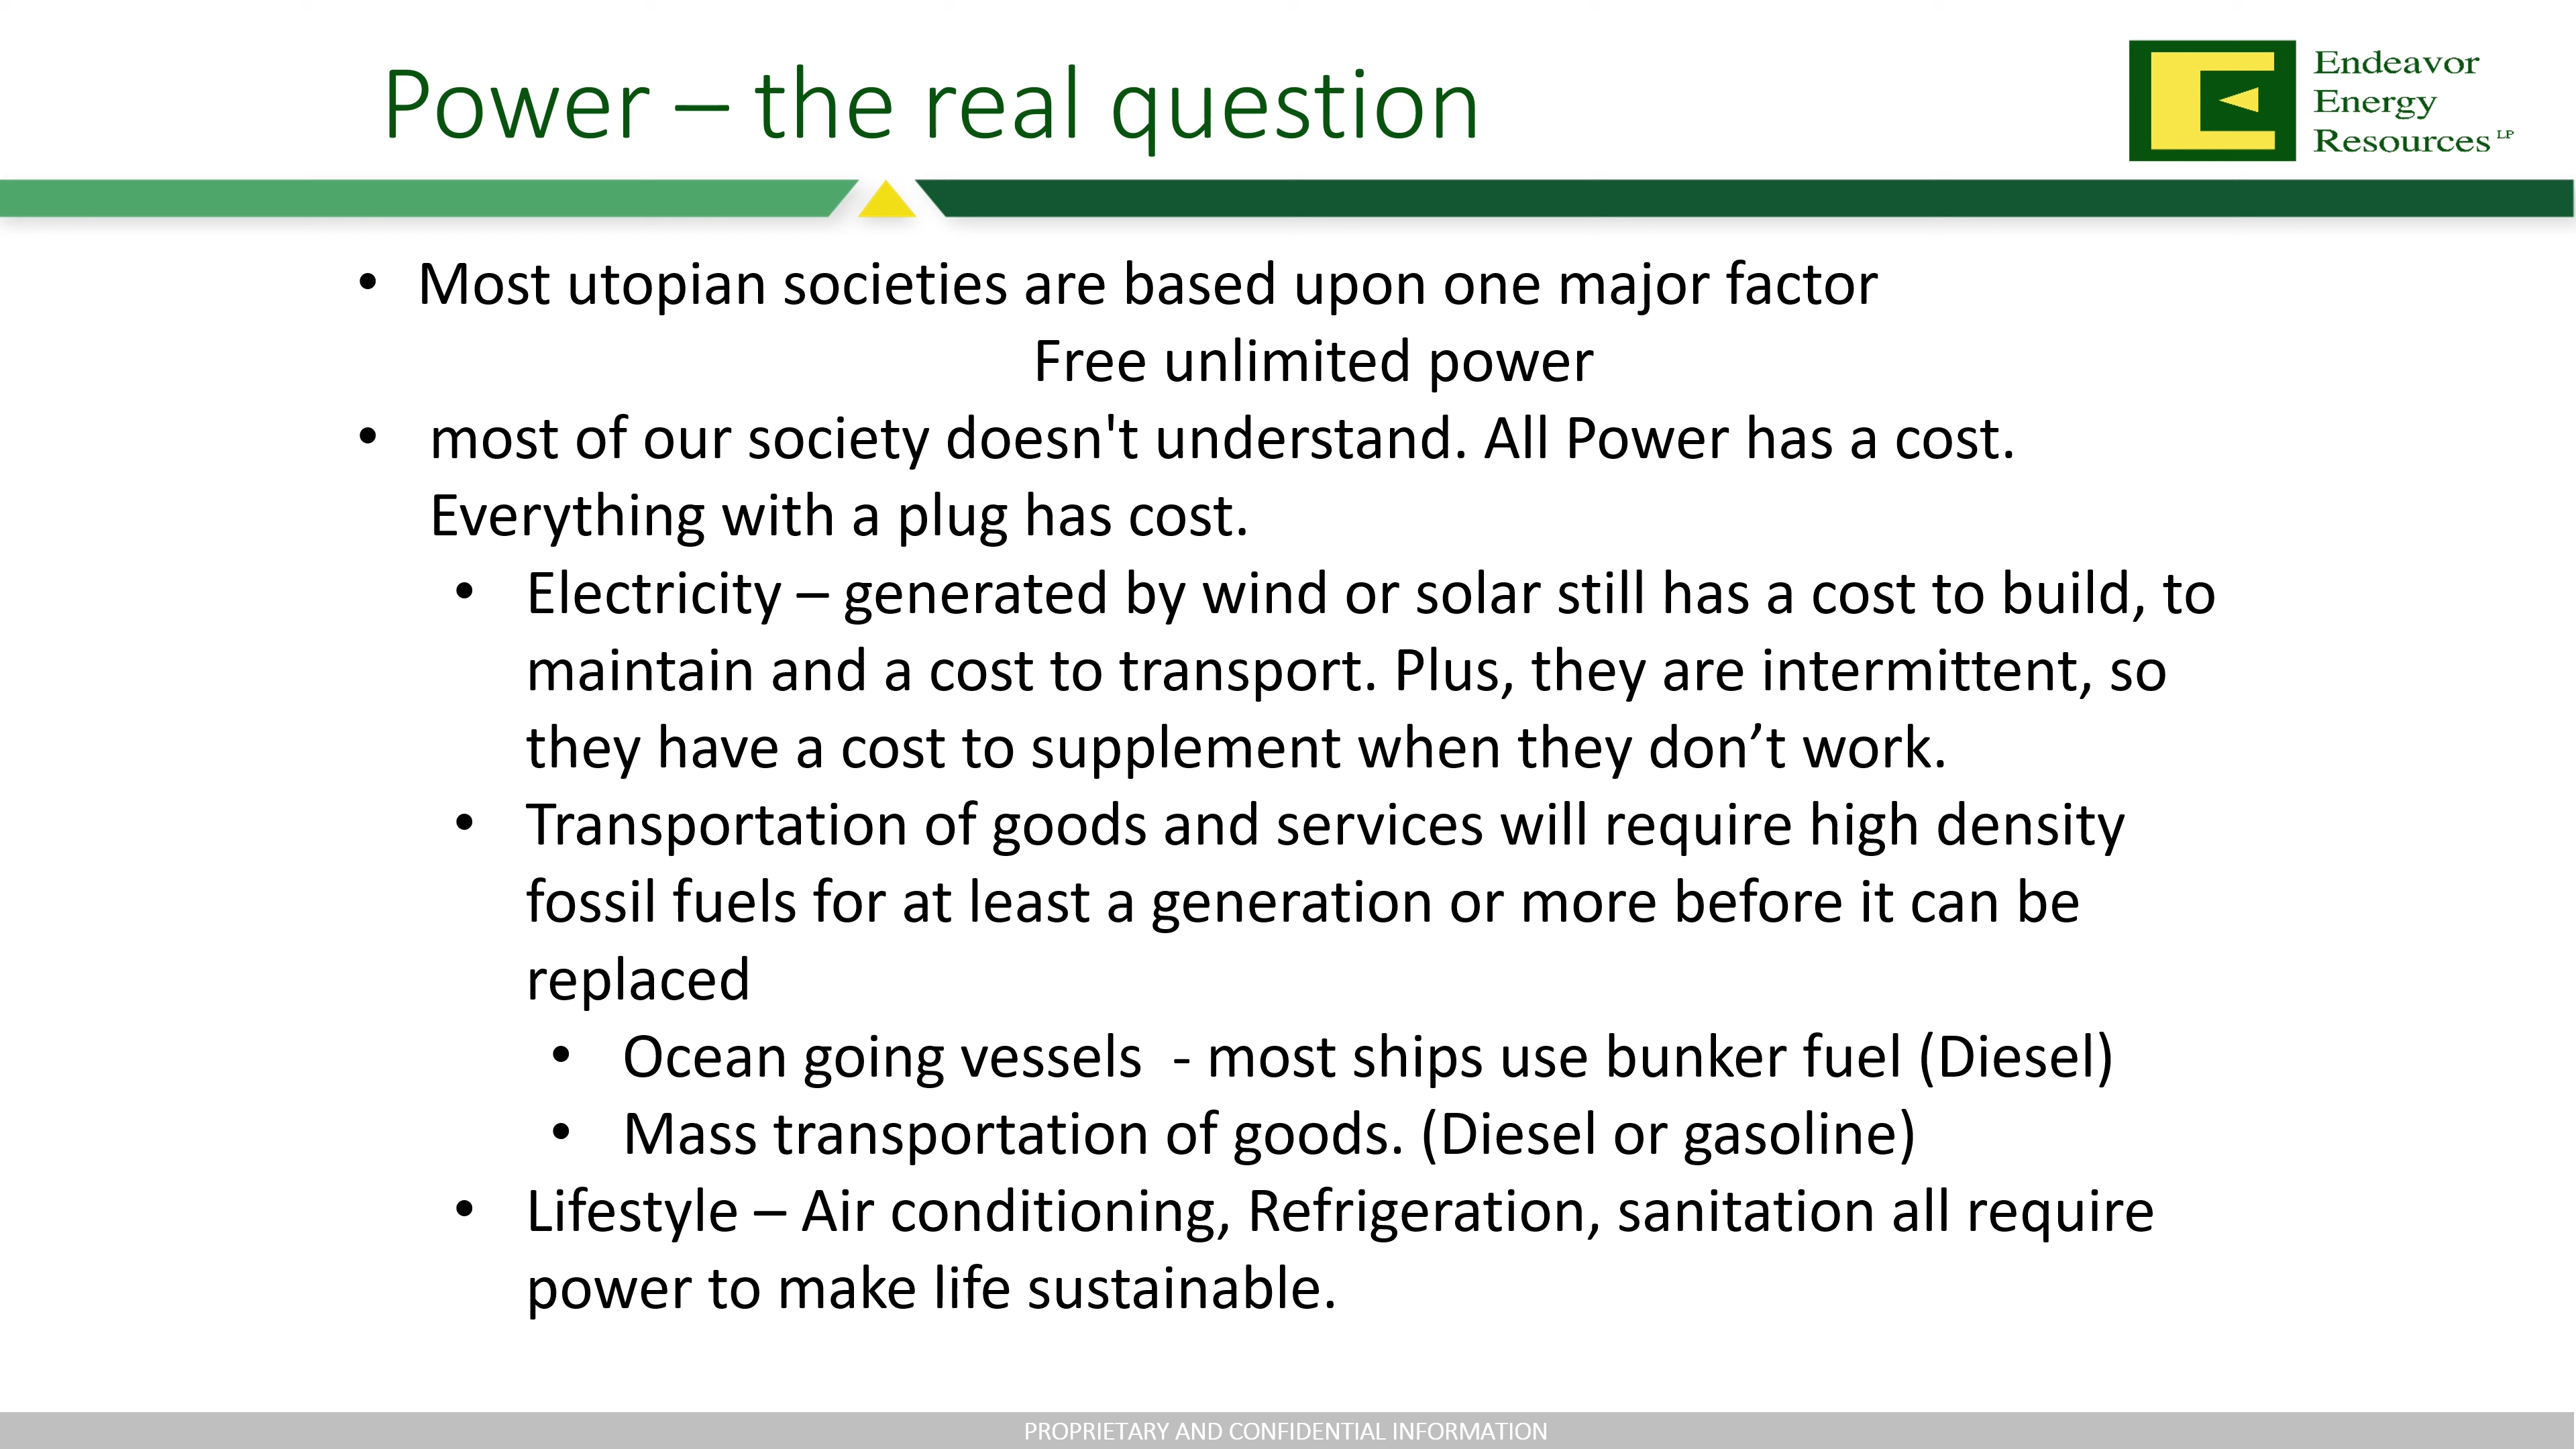 Power – the real question
Endeavor
Energy
Resources LP
• Most utopian societies are based upon one major factor
Free unlimited power
• most of our society doesn't understand. All Power has a cost.
Everything with a plug has cost.
• Electricity – generated by wind or solar still has a cost to build, to
maintain and a cost to transport. Plus, they are intermittent, so
they have a cost to supplement when they don’t work.
• Transportation of goods and services will require high density
fossil fuels for at least a generation or more before it can be
replaced
• Ocean going vessels - most ships use bunker fuel (Diesel)
• Mass transportation of goods. (Diesel or gasoline)
• Lifestyle – Air conditioning, Refrigeration, sanitation all require
power to make life sustainable.
PROPRIETARY AND CONFIDENTIAL INFORMATION